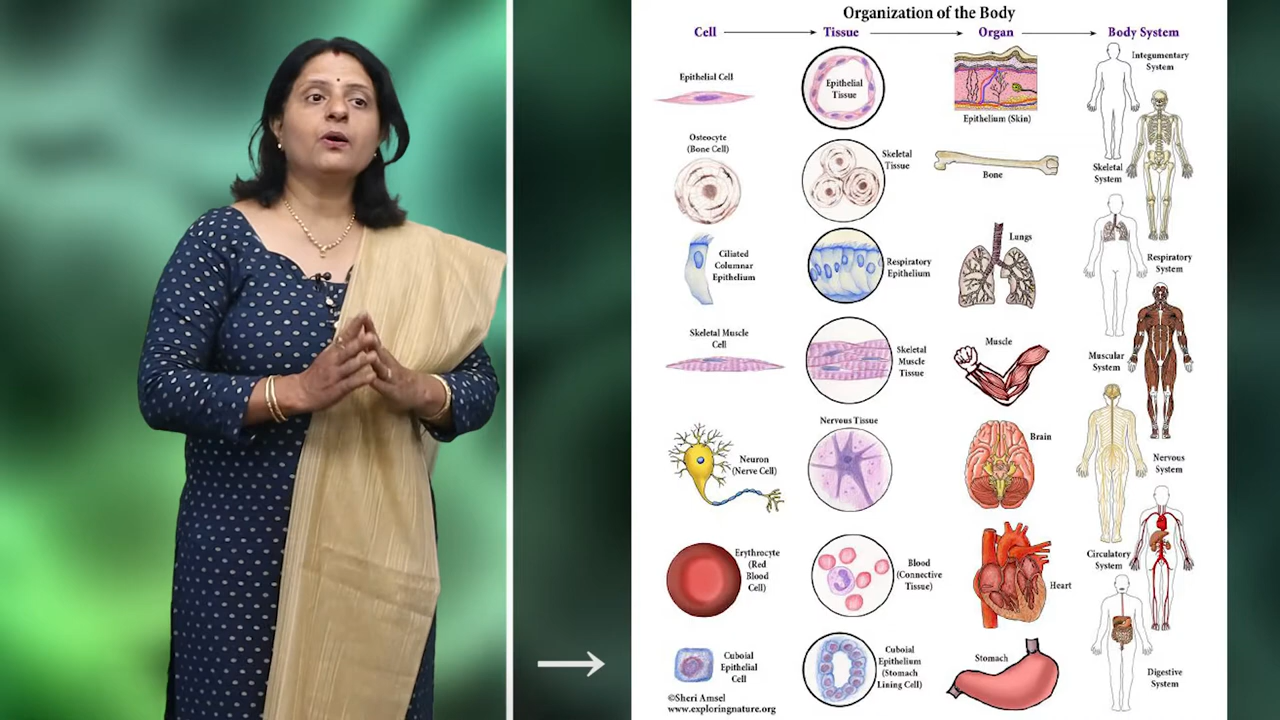 Organization of the Body
Cell
Tissue
Organ
Body System
Epithelial Cell
Epithelial
Tissue
Epithelium (Skin)
Integumentary
System
Osteocyte
(Bone Cell)
Skeletal
Tissue
Bone
Skeletal
System
Ciliated
Columnar
Epithelium
Respiratory
Epithelium
Lungs
Respiratory
System
Skeletal Muscle
Cell
Skeletal
Muscle
Tissue
Muscle
Muscular
System
Neuron
(Nerve Cell)
Nervous Tissue
Brain
Nervous
System
Erythrocyte
(Red
Blood
Cell)
Blood
(Connective
Tissue)
Heart
Circulatory
System
Cuboial
Epithelial
Cell
Cuboial
Epithelium
(Stomach
Lining Cell)
Stomach
Digestive
System
©Sheri Amsel
www.exploringnature.org